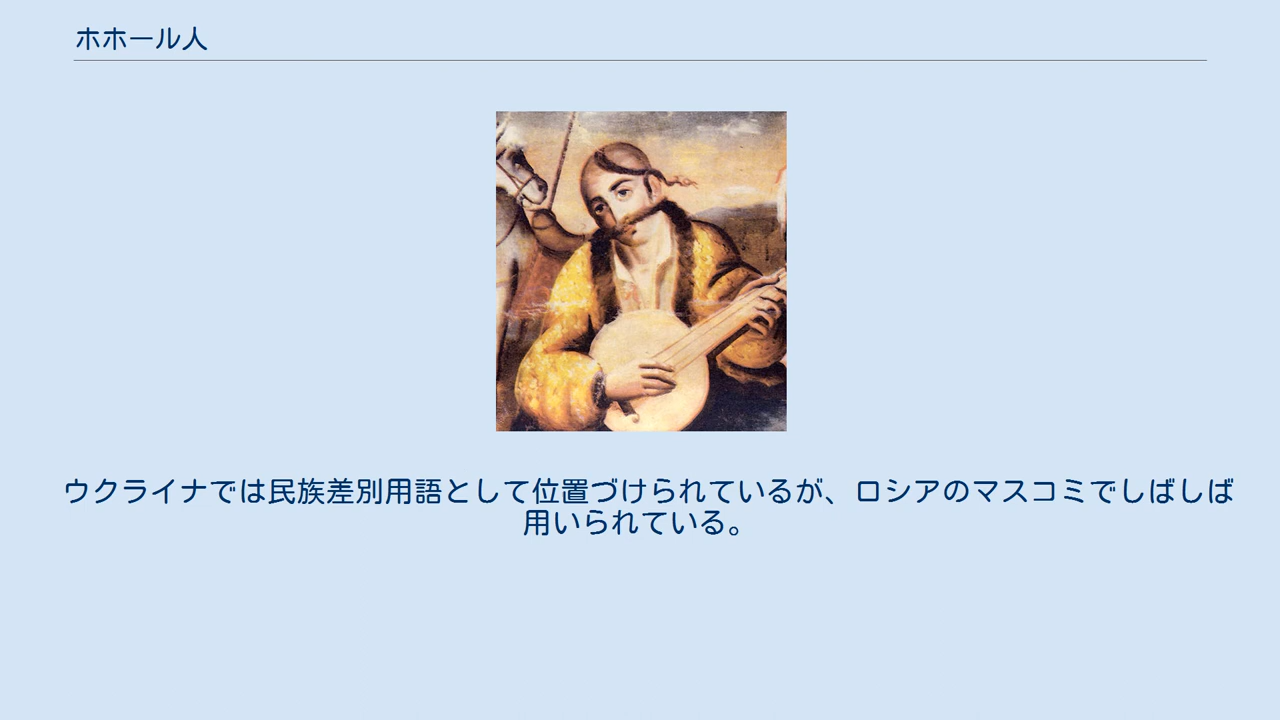 ホホール人
ウクライナでは民族差別用語として位置づけられているが、ロシアのマスコミでしばしば
用いられている。